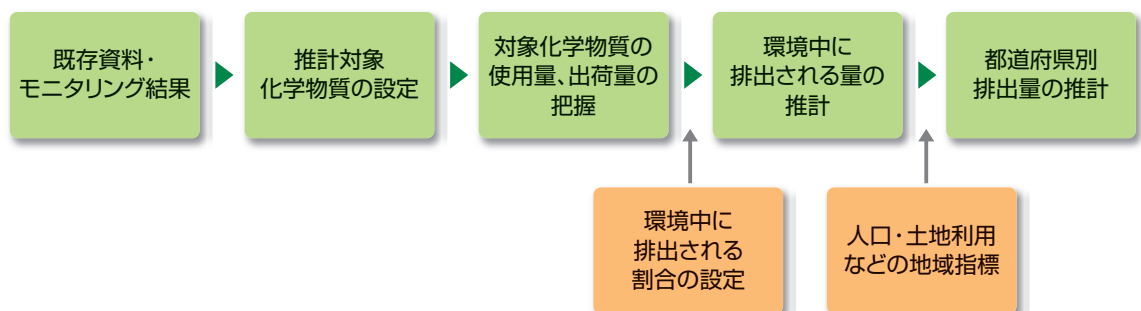 既存資料・
モニタリング結果
推計対象
化学物質の設定
対象化学物質の
使用量、出荷量の
把握
環境中に
排出される量の
推計
都道府県別
排出量の推計
環境中に
排出される
割合の設定
人口・土地利用
などの地域指標